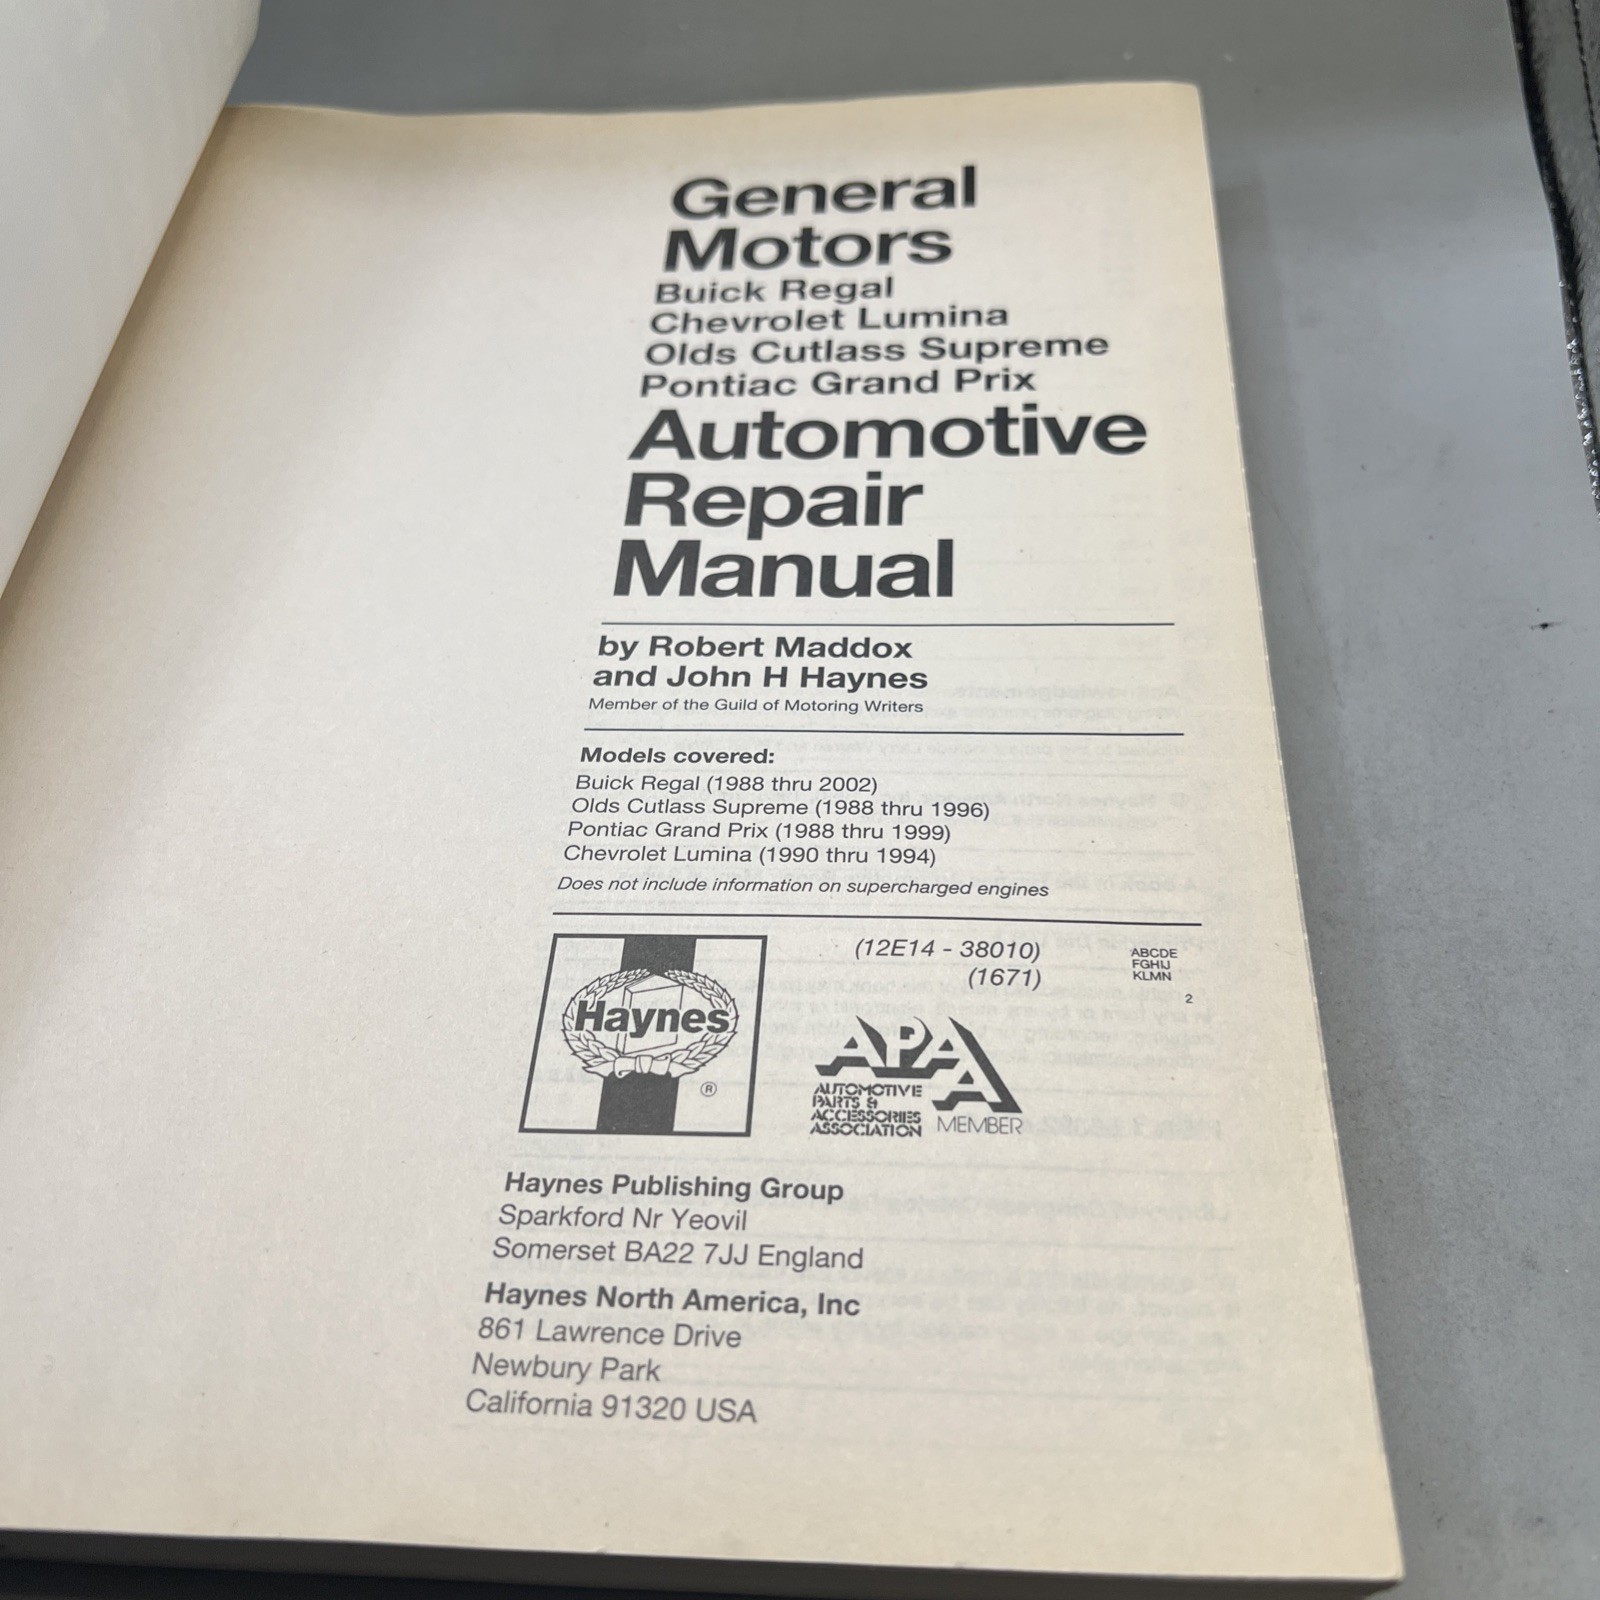 General
Motors
Buick Regal
Chevrolet Lumina
Olds Cutlass Supreme
Pontiac Grand Prix
Automotive
Repair
Manual
by Robert Maddox
and John H Haynes
Member of the Guild of Motoring Writers
Models covered:
Buick Regal (1988 thru 2002)
Olds Cutlass Supreme (1988 thru 1996)
Pontiac Grand Prix (1988 thru 1999)
Chevrolet Lumina (1990 thru 1994)
Does not include information on supercharged engines
(12E14 - 38010)
(1671)
ABCDE
FGHIJ
KLMN
2
Haynes
®
APAA
AUTOMOTIVE
PARTS &
ACCESSORIES
ASSOCIATION
MEMBER
Haynes Publishing Group
Sparkford Nr Yeovil
Somerset BA22 7JJ England
Haynes North America, Inc
861 Lawrence Drive
Newbury Park
California 91320 USA